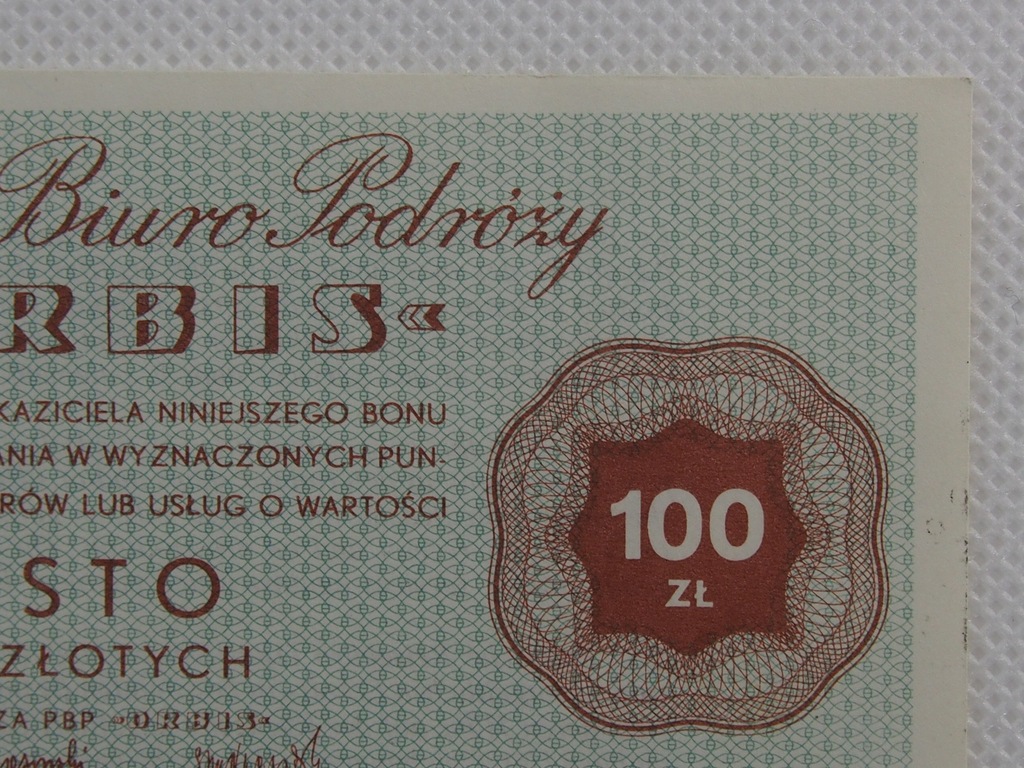 Biuro Podróży
RBIS«
KAZICIELA NINIEJSZEGO BONU
ANIA W WYZNACZONYCH PUN-
RÓW LUB USŁUG O WARTOŚCI
100
ZŁ
STO
ZŁOTYCH
ZA PBP »ORBIS«